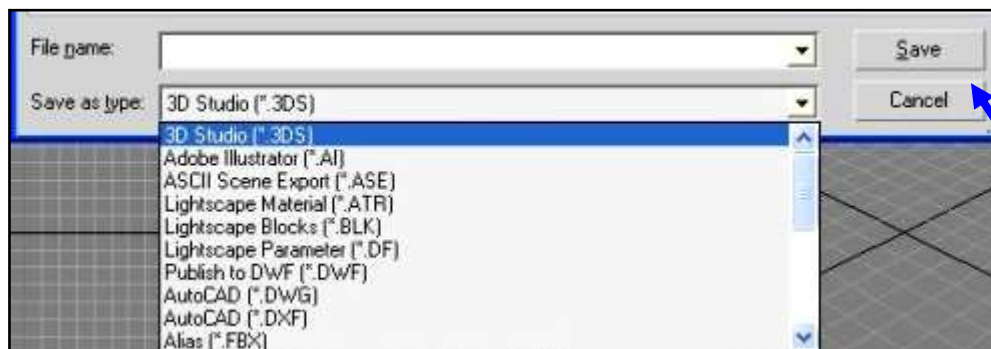 File name:
Save
Save as type: 3D Studio (*.3DS)
Cancel
3D Studio (*.3DS)
Adobe Illustrator (*.AI)
ASCII Scene Export (*.ASE)
Lightscape Material (*.ATR)
Lightscape Blocks (*.BLK)
Lightscape Parameter (*.DF)
Publish to DWF (*.DWF)
AutoCAD (*.DWG)
AutoCAD (*.DXF)
Alias (*.FBX)